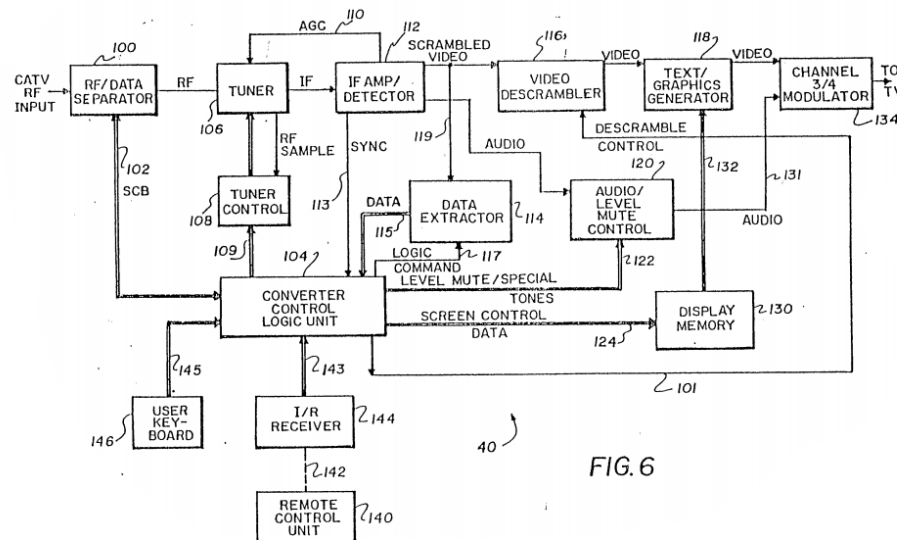 100
CATV
RF
INPUT
RF/DATA
SEPARATOR
RF
102
SCB
AGC
110
TUNER
106
IF
RF
SAMPLE
108
TUNER
CONTROL
109
112
IF AMP/
DETECTOR
SCRAMBLED
VIDEO
119
SYNC
113
AUDIO
116
VIDEO
DESCRAMBLER
VIDEO
118
TEXT/
GRAPHICS
GENERATOR
VIDEO
CHANNEL
3/4
MODULATOR
134
TO
TV
DESCRAMBLE
CONTROL
132
131
DATA
115
DATA
EXTRACTOR
114
LOGIC
COMMAND
117
120
AUDIO/
LEVEL
MUTE
CONTROL
AUDIO
122
104
CONVERTER
CONTROL
LOGIC UNIT
LEVEL MUTE/SPECIAL
TONES
SCREEN CONTROL
DATA
124
DISPLAY
MEMORY
130
101
145
USER
KEY-
BOARD
146
143
I/R
RECEIVER
144
142
REMOTE
CONTROL
UNIT
140
40
FIG. 6